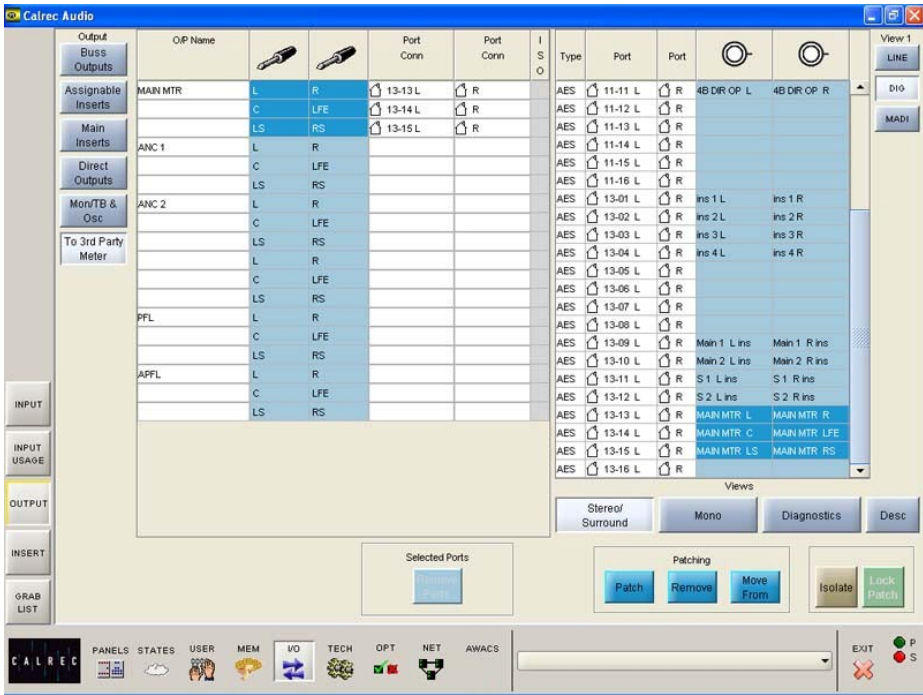 Calrec Audio
Output
Buss Outputs
Assignable Inserts
Main Inserts
Direct Outputs
Mon/TB & Osc
To 3rd Party Meter
INPUT
INPUT USAGE
OUTPUT
INSERT
GRAB LIST
O/P Name Port Conn Port Conn I S O
MAIN MTR L R 13-13 L R
C LFE 13-14 L R
LS RS 13-15 L R
ANC 1 L R
C LFE
LS RS
ANC 2 L R
C LFE
LS RS
L R
C LFE
LS RS
PFL L R
C LFE
LS RS
APFL L R
C LFE
LS RS
Type Port Port
AES 11-11 L R 4B DIR OP L 4B DIR OP R
AES 11-12 L R
AES 11-13 L R
AES 11-14 L R
AES 11-15 L R
AES 11-16 L R
AES 13-01 L R ins 1 L ins 1 R
AES 13-02 L R ins 2 L ins 2 R
AES 13-03 L R ins 3 L ins 3 R
AES 13-04 L R ins 4 L ins 4 R
AES 13-05 L R
AES 13-06 L R
AES 13-07 L R
AES 13-08 L R
AES 13-09 L R Main 1 L ins Main 1 R ins
AES 13-10 L R Main 2 L ins Main 2 R ins
AES 13-11 L R S 1 L ins S 1 R ins
AES 13-12 L R S 2 L ins S 2 R ins
AES 13-13 L R MAIN MTR L MAIN MTR R
AES 13-14 L R MAIN MTR C MAIN MTR LFE
AES 13-15 L R MAIN MTR LS MAIN MTR RS
AES 13-16 L R
View 1
LINE
DIG
MADI
Views
Stereo/ Surround
Mono
Diagnostics
Desc
Selected Ports
Remove Ports
Patching
Patch
Remove
Move From
Isolate
Lock Patch
CALREC
PANELS STATES USER MEM I/O TECH OPT NET AWACS
EXIT
P
S